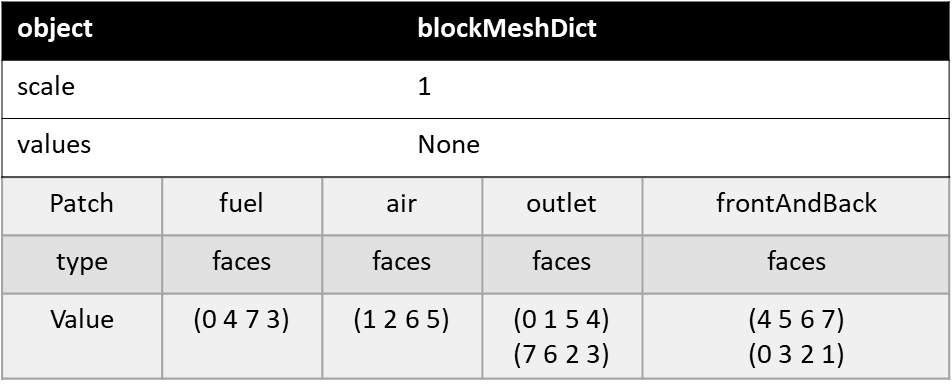 object blockMeshDict
scale 1
values None
Patch fuel air outlet frontAndBack
type faces faces faces faces
Value (0 4 7 3) (1 2 6 5) (0 1 5 4) (4 5 6 7)
(7 6 2 3) (0 3 2 1)